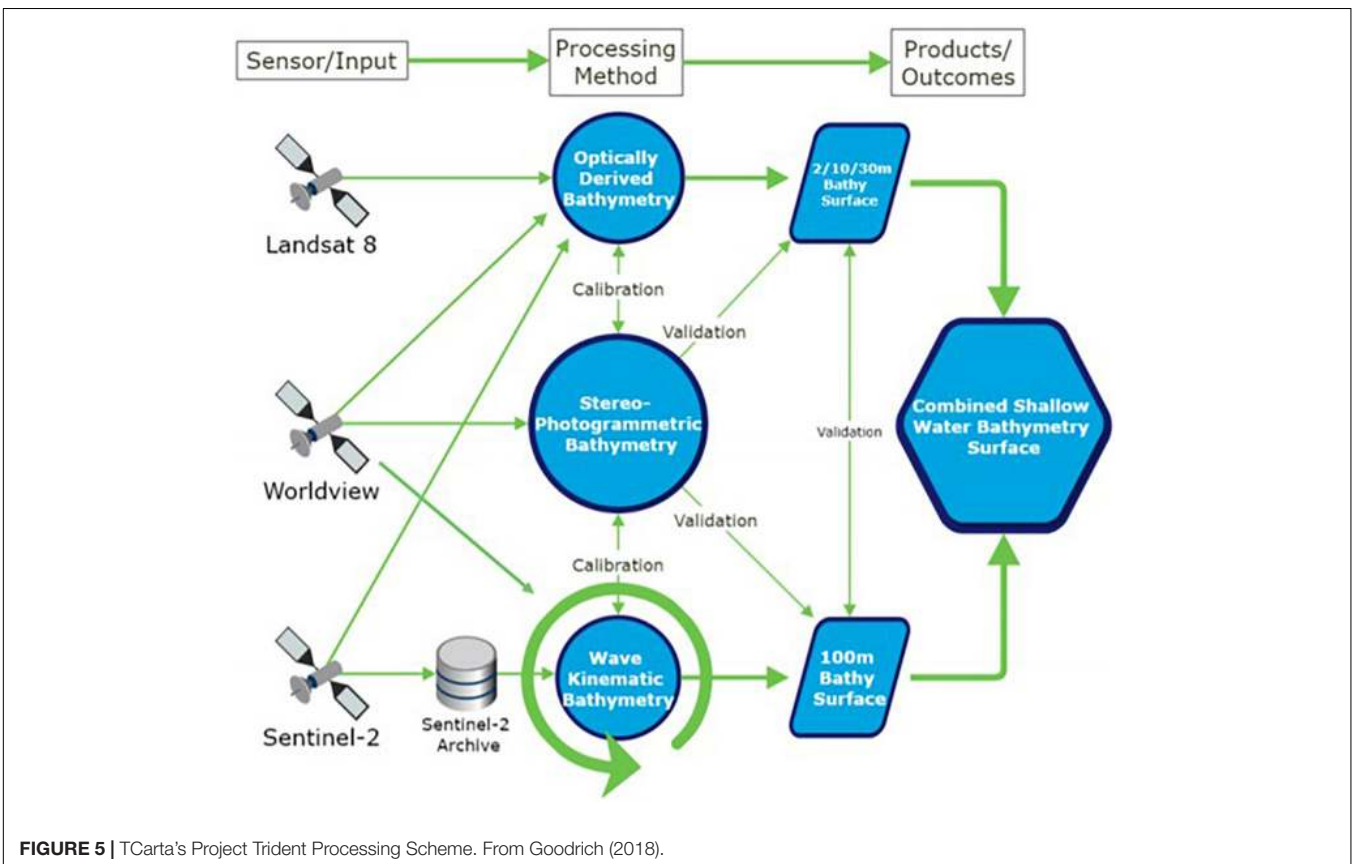 Sensor/Input
Processing
Method
Products/
Outcomes
Landsat 8
Optically
Derived
Bathymetry
2/10/30m
Bathy
Surface
Calibration
Validation
Worldview
Stereo-
Photogrammetric
Bathymetry
Validation
Combined Shallow
Water Bathymetry
Surface
Validation
Calibration
Sentinel-2
Sentinel-2
Archive
Wave
Kinematic
Bathymetry
100m
Bathy
Surface
FIGURE 5 | TCarta's Project Trident Processing Scheme. From Goodrich (2018).